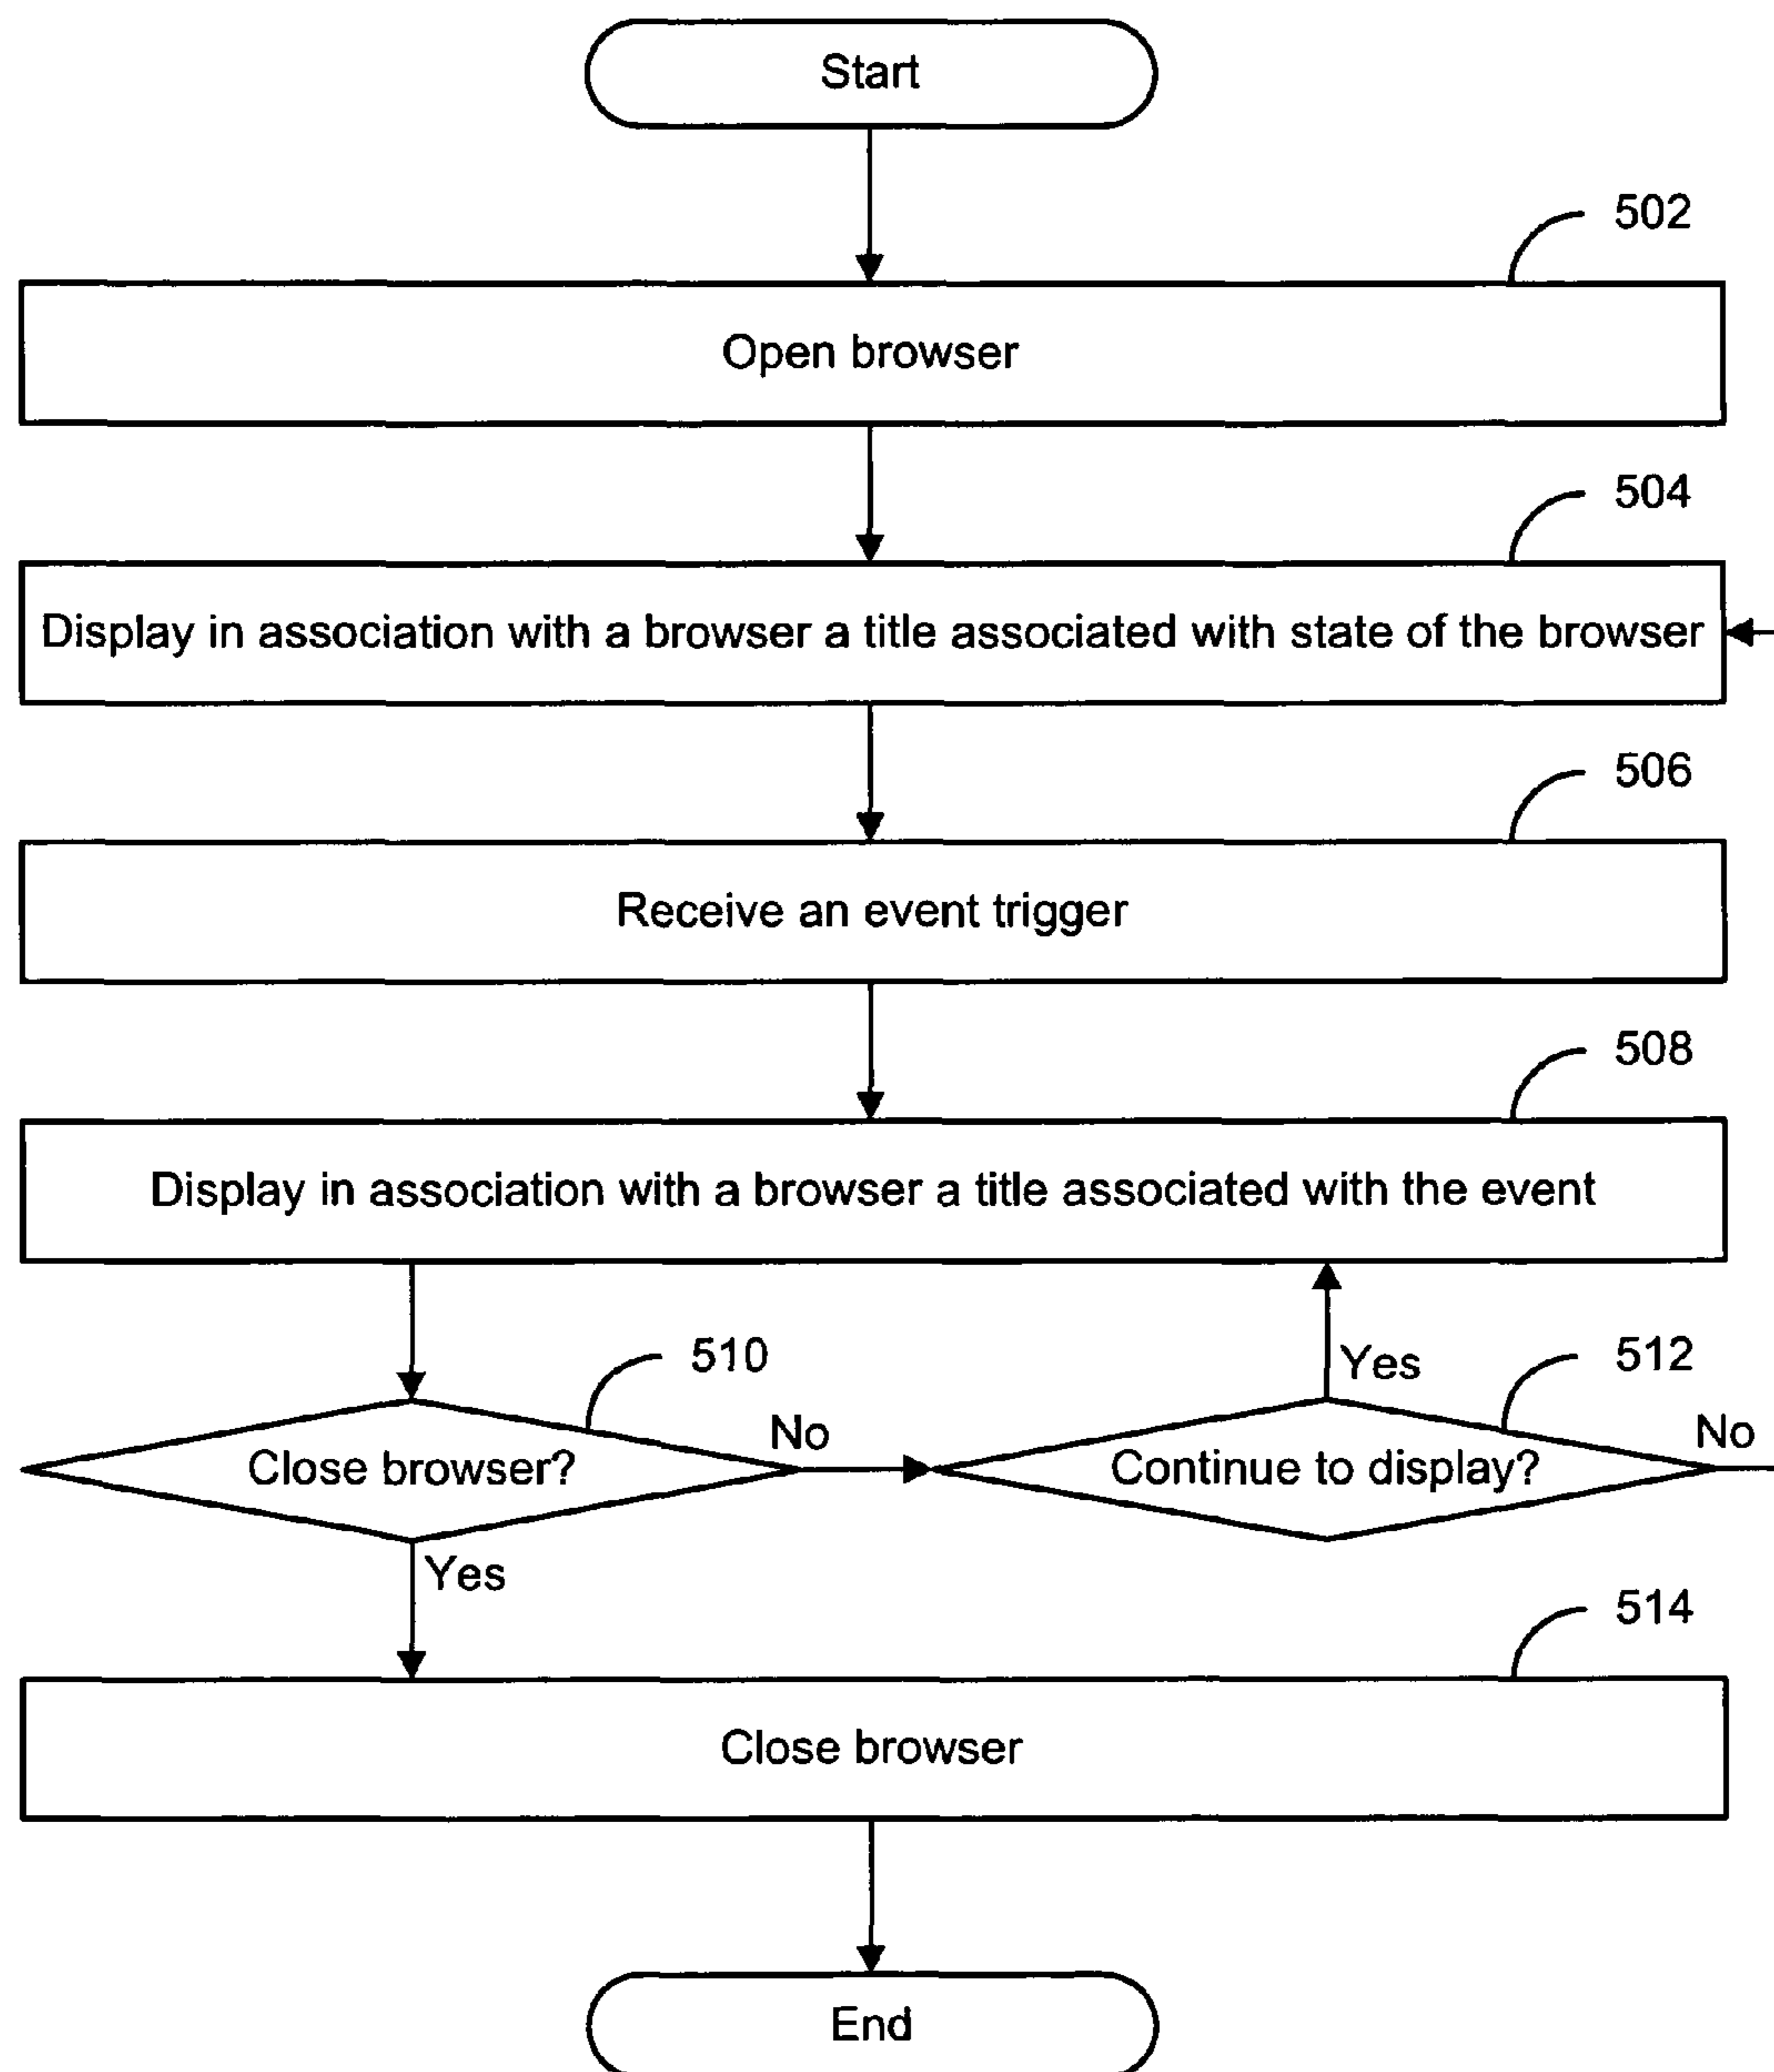 Start
502
Open browser
504
Display in association with a browser a title associated with state of the browser
506
Receive an event trigger
508
Display in association with a browser a title associated with the event
510
Yes
512
Close browser?
No
Continue to display?
No
Yes
514
Close browser
End